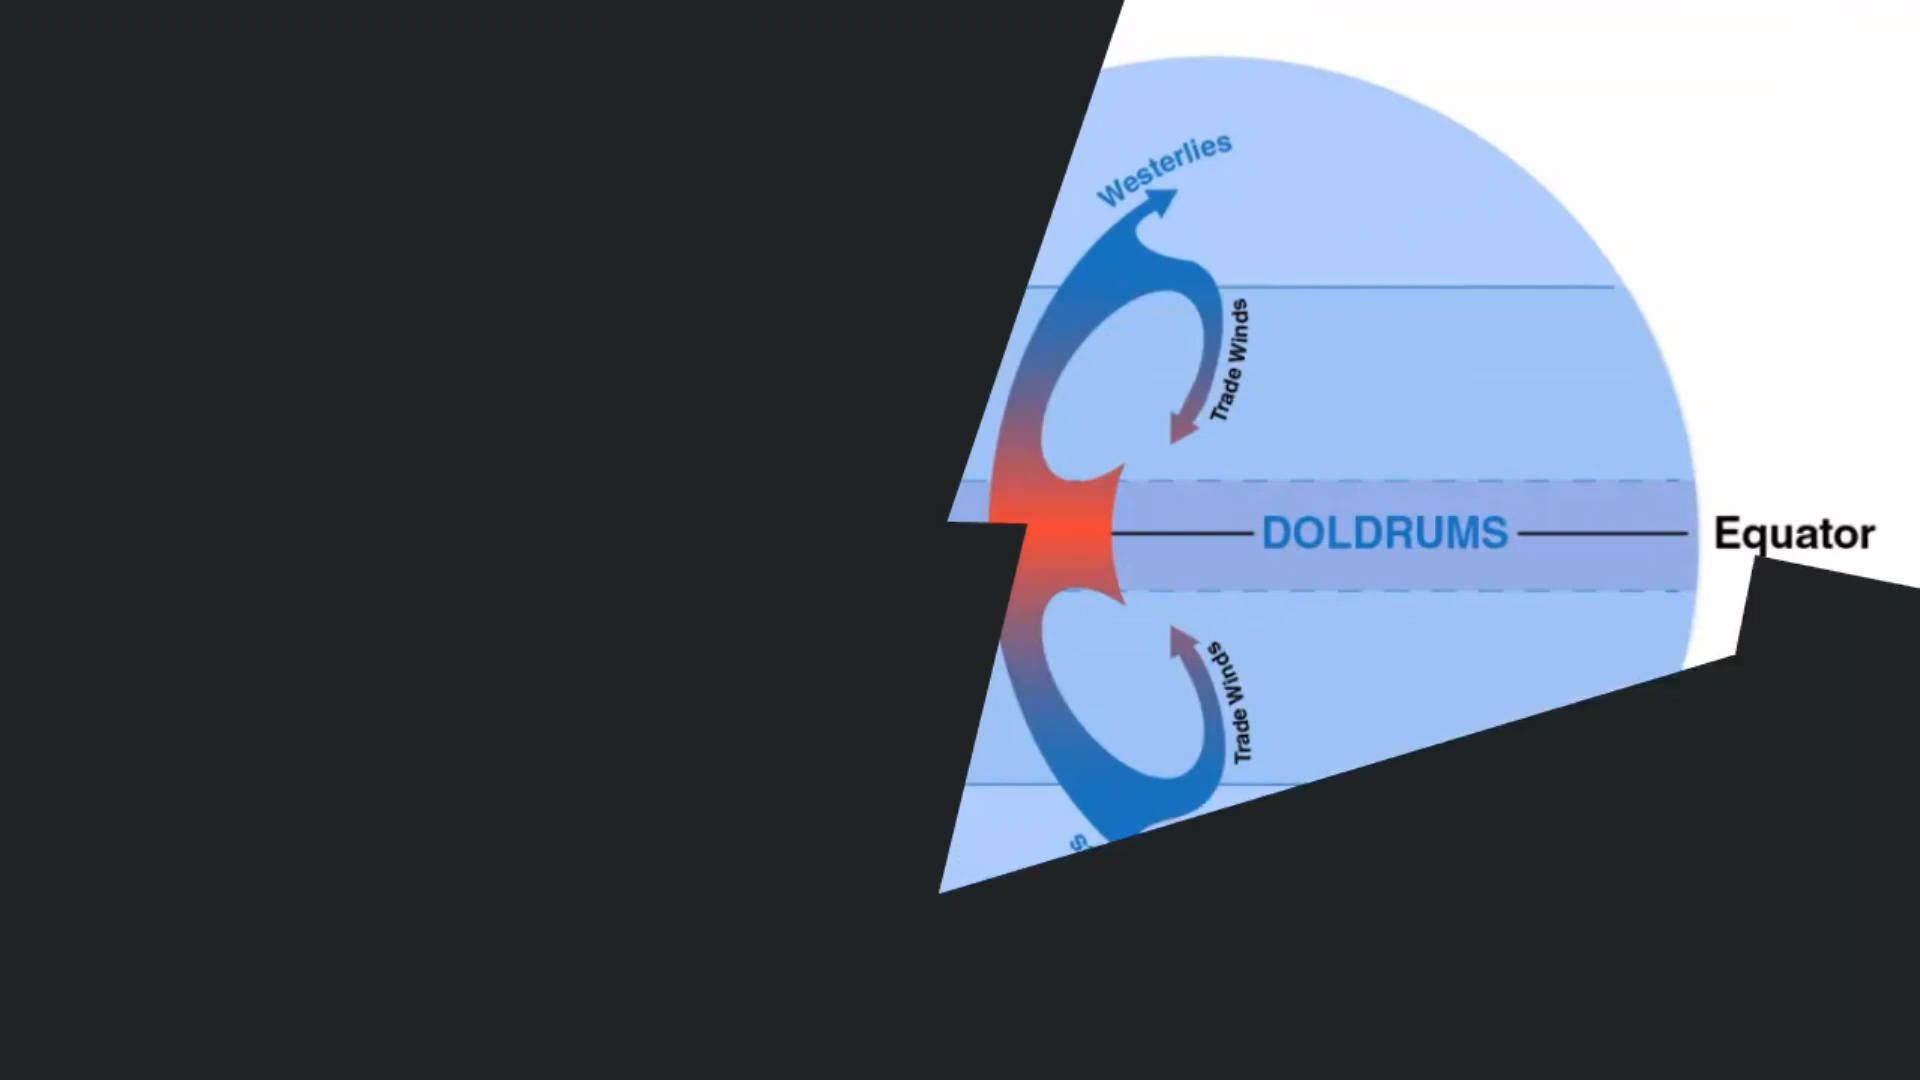 Westerlies
Trade Winds
DOLDRUMS
Equator
Trade Winds
s